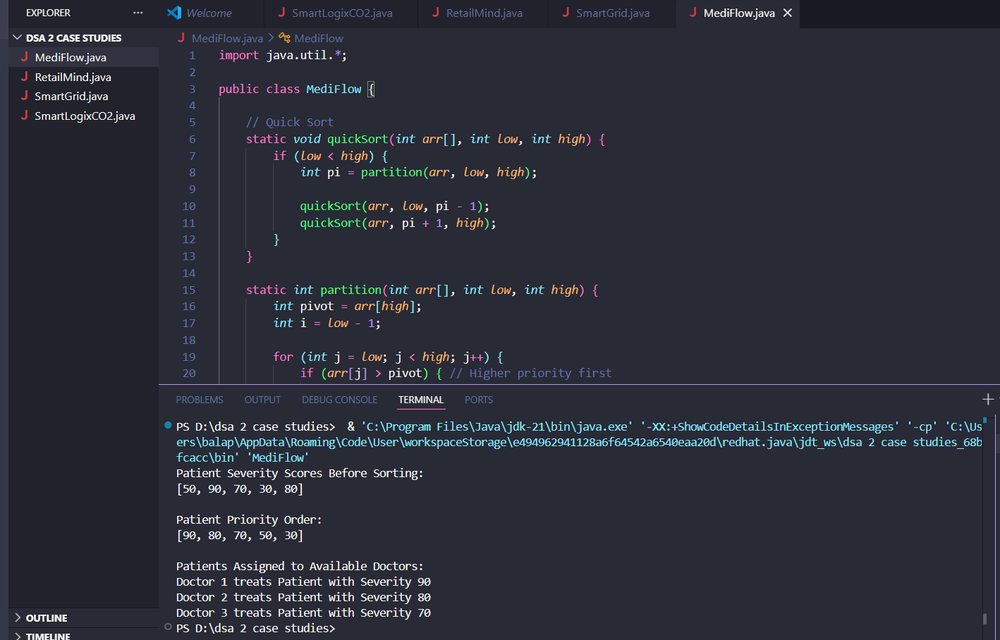 EXPLORER
···
DSA 2 CASE STUDIES
MediFlow.java
RetailMind.java
SmartGrid.java
SmartLogixCO2.java
OUTLINE
TIMELINE
Welcome
SmartLogixCO2.java
RetailMind.java
SmartGrid.java
MediFlow.java
MediFlow.java > MediFlow
1 import java.util.*;
2
3 public class MediFlow {
4
5 // Quick Sort
6 static void quickSort(int arr[], int low, int high) {
7 if (low < high) {
8 int pi = partition(arr, low, high);
9
10 quickSort(arr, low, pi - 1);
11 quickSort(arr, pi + 1, high);
12 }
13 }
14
15 static int partition(int arr[], int low, int high) {
16 int pivot = arr[high];
17 int i = low - 1;
18
19 for (int j = low; j < high; j++) {
20 if (arr[j] > pivot) { // Higher priority first
PROBLEMS
OUTPUT
DEBUG CONSOLE
TERMINAL
PORTS
PS D:\dsa 2 case studies>  & 'C:\Program Files\Java\jdk-21\bin\java.exe' '-XX:+ShowCodeDetailsInExceptionMessages' '-cp' 'C:\Us
ers\balap\AppData\Roaming\Code\User\workspaceStorage\e494962941128a6f64542a6540eaa20d\redhat.java\jdt_ws\dsa 2 case studies_68b
fcacc\bin' 'MediFlow'
Patient Severity Scores Before Sorting:
[50, 90, 70, 30, 80]
Patient Priority Order:
[90, 80, 70, 50, 30]
Patients Assigned to Available Doctors:
Doctor 1 treats Patient with Severity 90
Doctor 2 treats Patient with Severity 80
Doctor 3 treats Patient with Severity 70
PS D:\dsa 2 case studies>